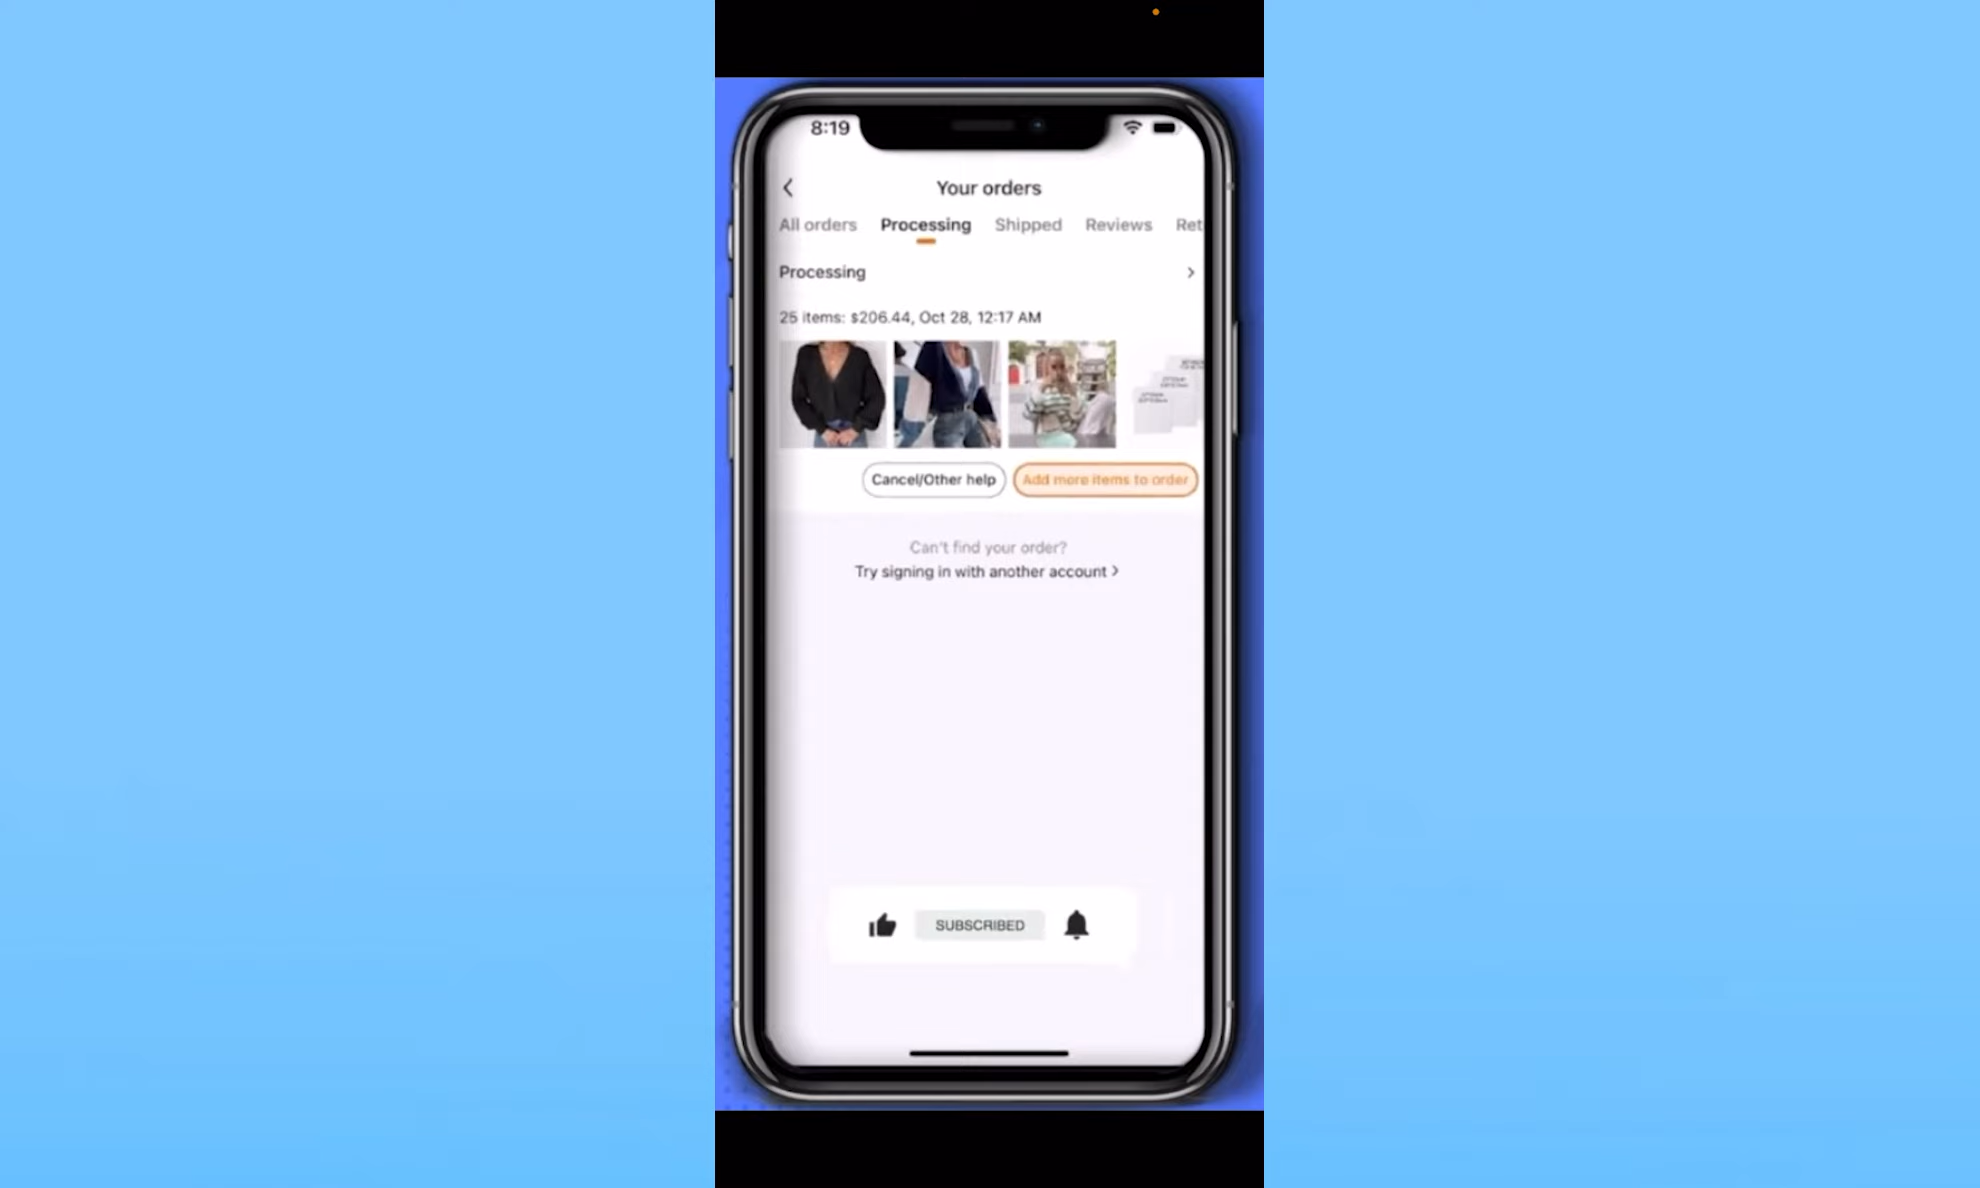 8:19
Your orders
All orders Processing Shipped Reviews Ret
Processing
25 items: $206.44, Oct 28, 12:17 AM
Cancel/Other help
Add more items to order
Can't find your order?
Try signing in with another account >
SUBSCRIBED